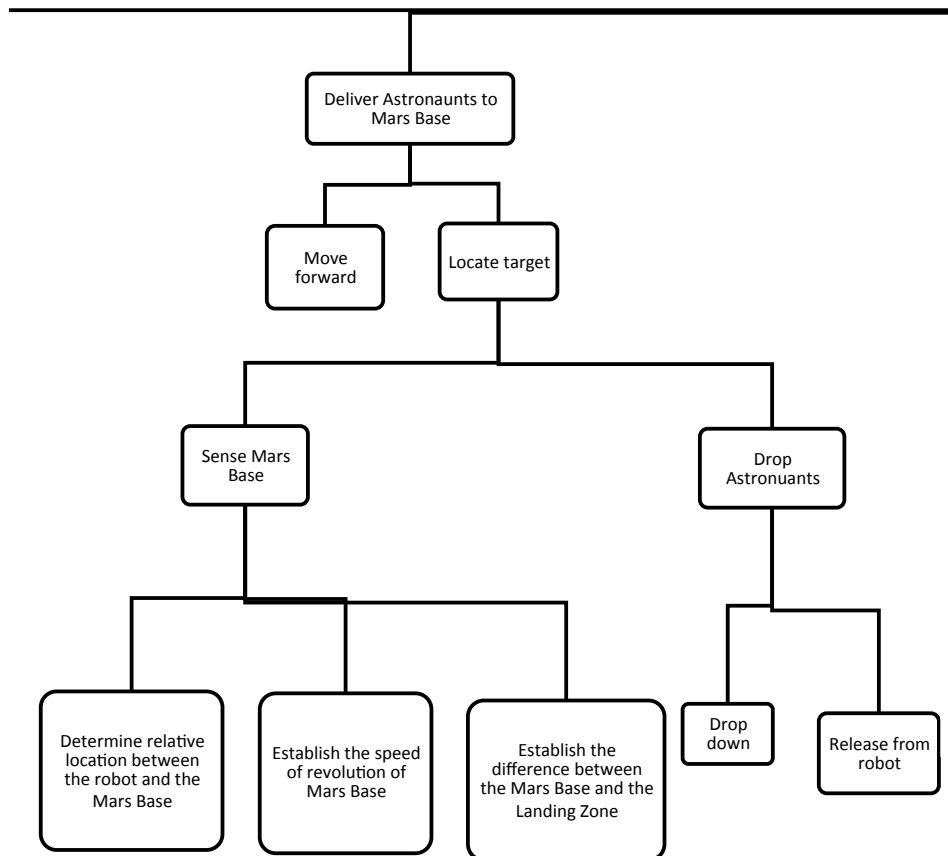 Deliver Astronaunts to
Mars Base
Move
forward
Locate target
Sense Mars
Base
Drop
Astronuants
Determine relative
location between
the robot and the
Mars Base
Establish the speed
of revolution of
Mars Base
Establish the
difference between
the Mars Base and the
Landing Zone
Drop
down
Release from
robot